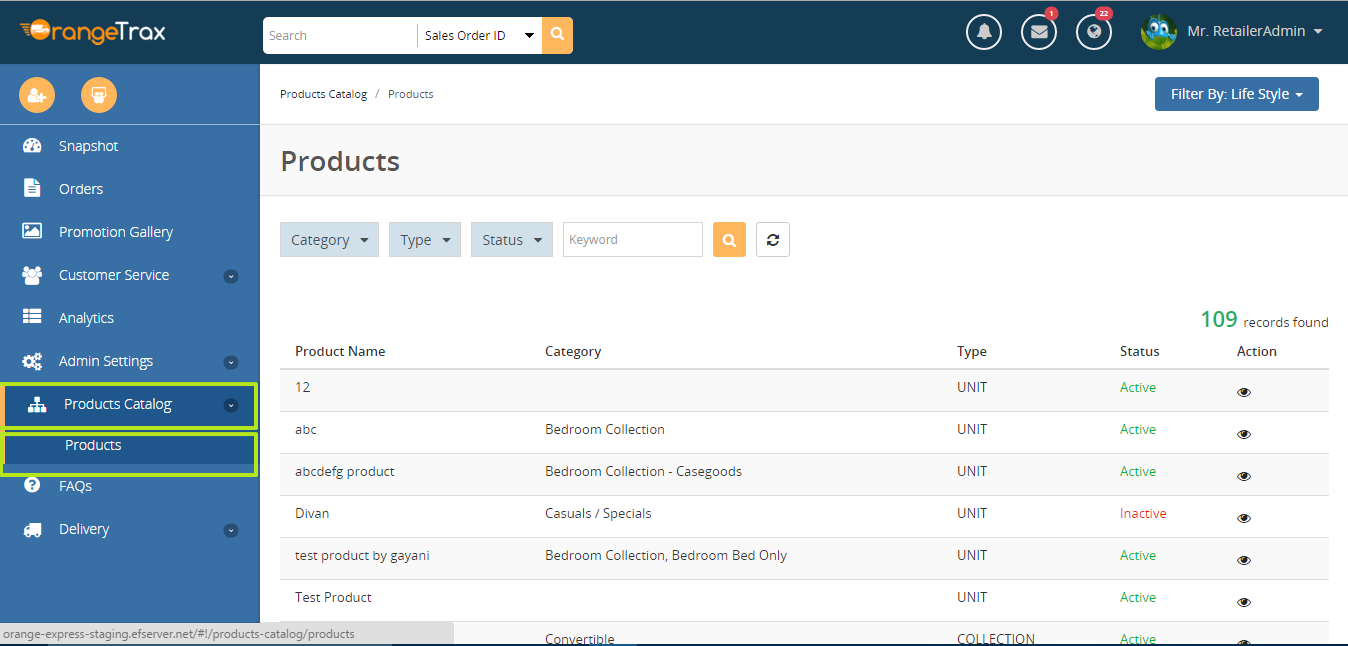 OrangeTrax
Search
Sales Order ID
1
22
Mr. RetailerAdmin
Products Catalog / Products
Filter By: Life Style
Snapshot
Orders
Promotion Gallery
Customer Service
Analytics
Admin Settings
Products Catalog
Products
FAQs
Delivery
Products
Category
Type
Status
Keyword
109 records found
Product Name Category Type Status Action
12 UNIT Active
abc Bedroom Collection UNIT Active
abcdefg product Bedroom Collection - Casegoods UNIT Active
Divan Casuals / Specials UNIT Inactive
test product by gayani Bedroom Collection, Bedroom Bed Only UNIT Active
Test Product UNIT Active
Convertible COLLECTION Active
orange-express-staging.efserver.net/#!/products-catalog/products